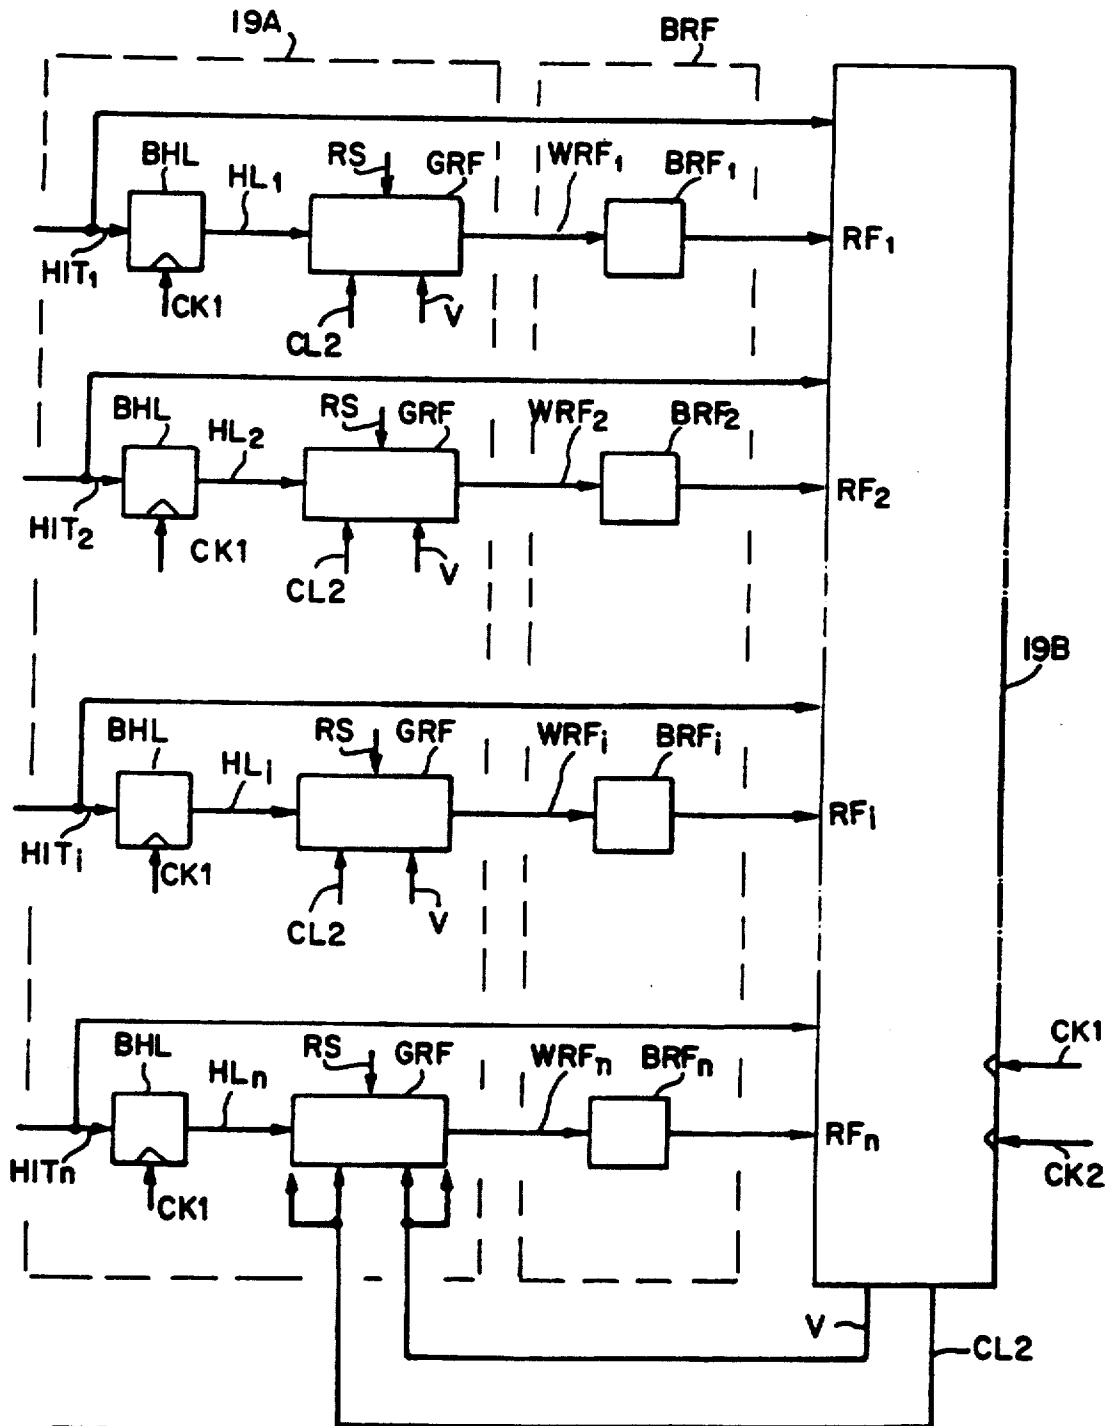 19A BRF
BHL HL₁ RS GRF WRF₁ BRF₁
HIT₁ RF₁
CK1 CL2 V
BHL HL₂ RS GRF WRF₂ BRF₂
HIT₂ RF₂
CK1 CL2 V
19B
BHL HLᵢ RS GRF WRFᵢ BRFᵢ
HITᵢ RFᵢ
CK1 CL2 V
BHL HLₙ RS GRF WRFₙ BRFₙ CK1
HITₙ RFₙ CK2
CK1
V CL2